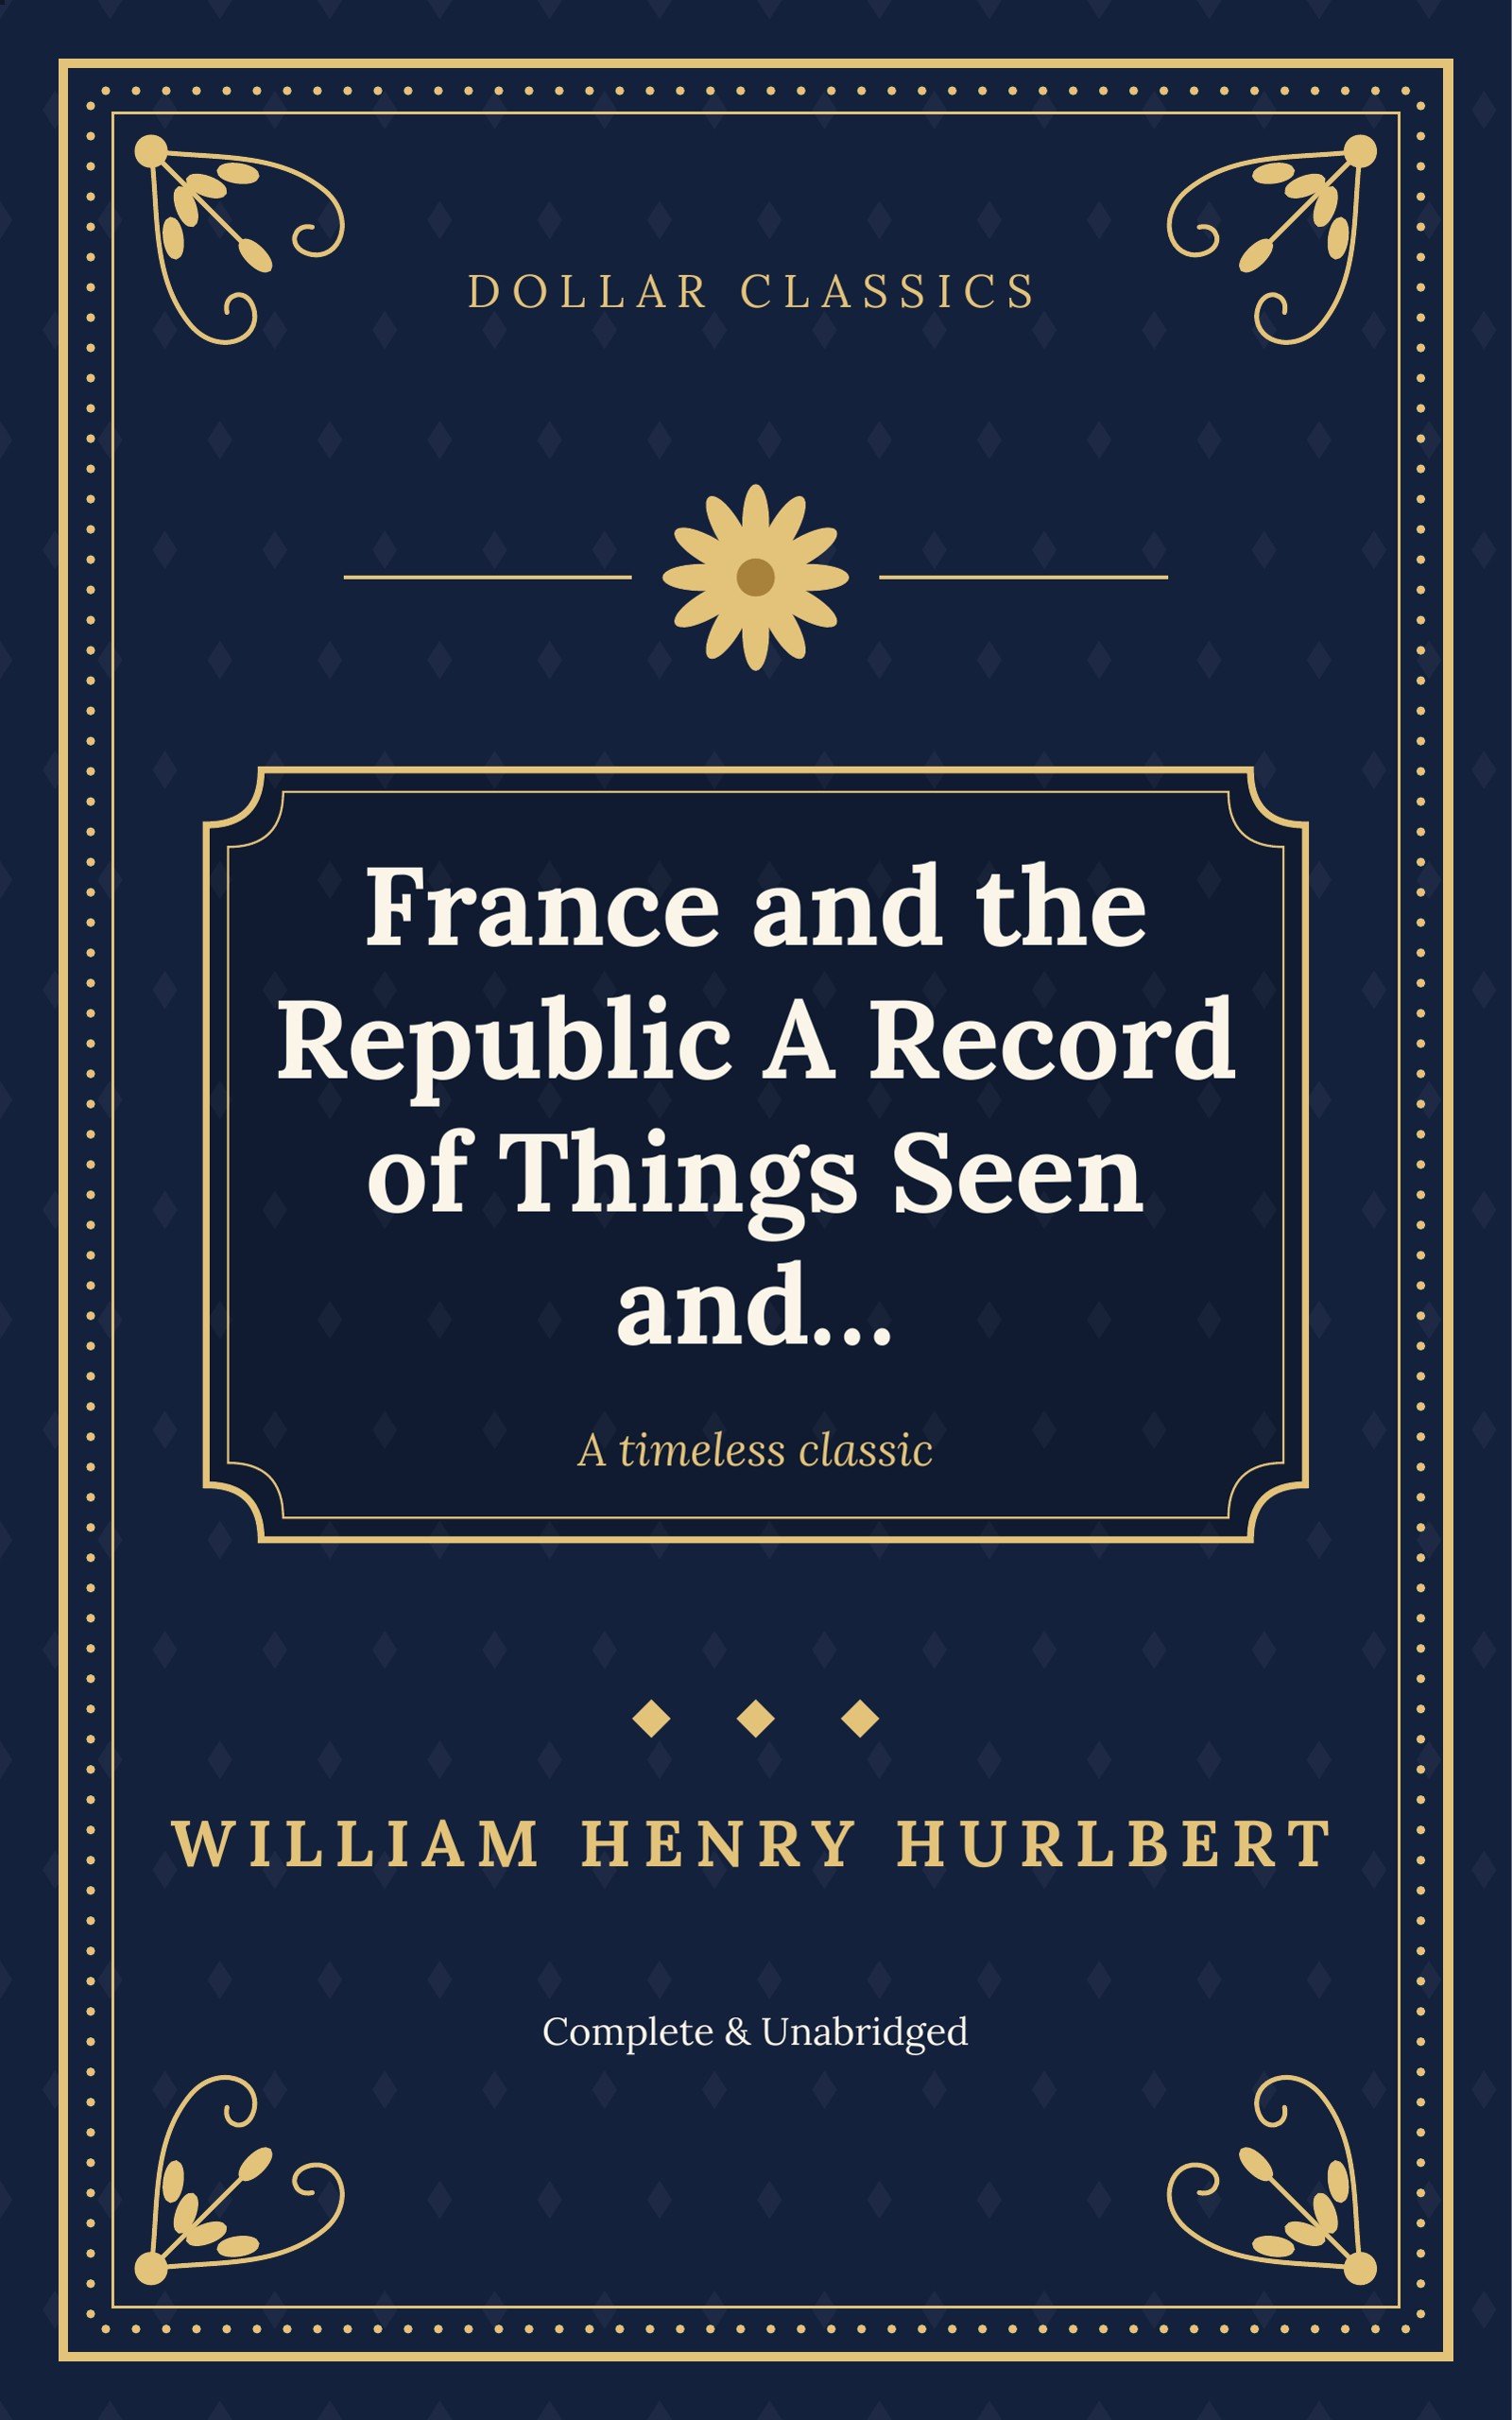 DOLLAR CLASSICS
France and the
Republic A Record
of Things Seen
and...
A timeless classic
WILLIAM HENRY HURLBERT
Complete & Unabridged